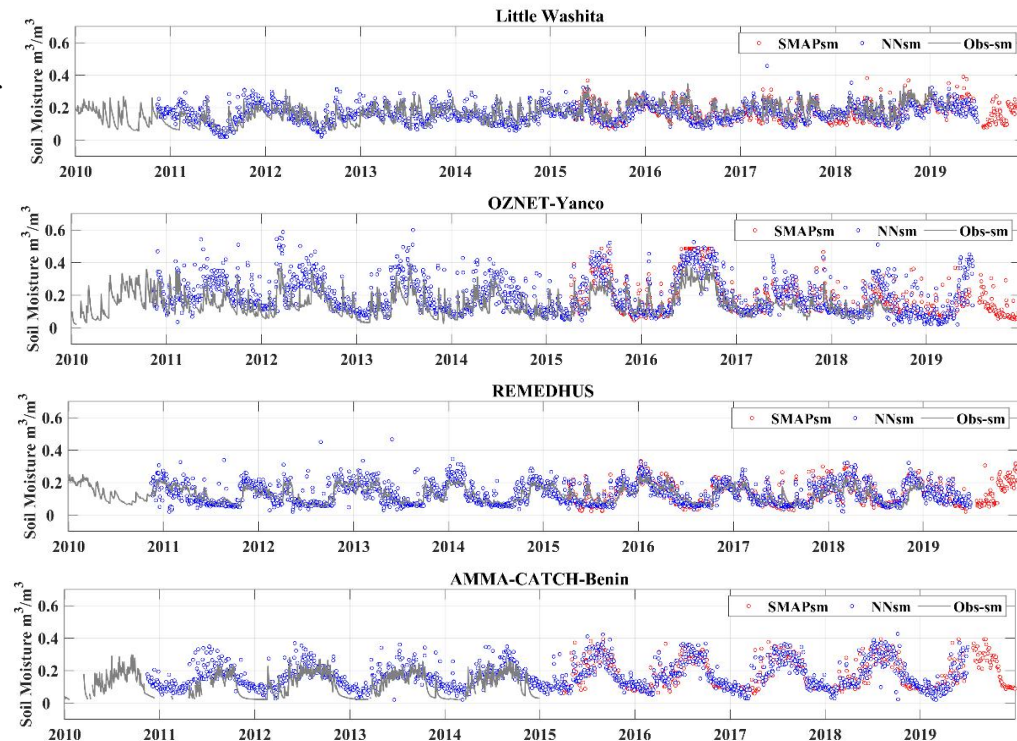 Little Washita
Soil Moisture m³/m³
0.6
0.4
0.2
0
SMAPsm NNsm Obs-sm
2010 2011 2012 2013 2014 2015 2016 2017 2018 2019
OZNET-Yanco
Soil Moisture m³/m³
0.6
0.4
0.2
0
SMAPsm NNsm Obs-sm
2010 2011 2012 2013 2014 2015 2016 2017 2018 2019
REMEDHUS
Soil Moisture m³/m³
0.6
0.4
0.2
0
SMAPsm NNsm Obs-sm
2010 2011 2012 2013 2014 2015 2016 2017 2018 2019
AMMA-CATCH-Benin
Soil Moisture m³/m³
0.6
0.4
0.2
0
SMAPsm NNsm Obs-sm
2010 2011 2012 2013 2014 2015 2016 2017 2018 2019